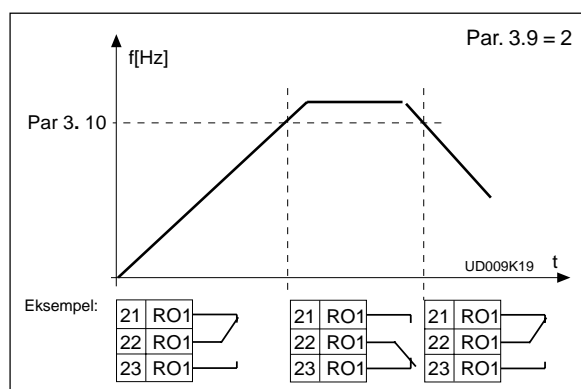 Par. 3.9 = 2
f[Hz]
Par 3. 10
UD009K19 t
Eksempel:
21 RO1 21 RO1 21 RO1
22 RO1 22 RO1 22 RO1
23 RO1 23 RO1 23 RO1